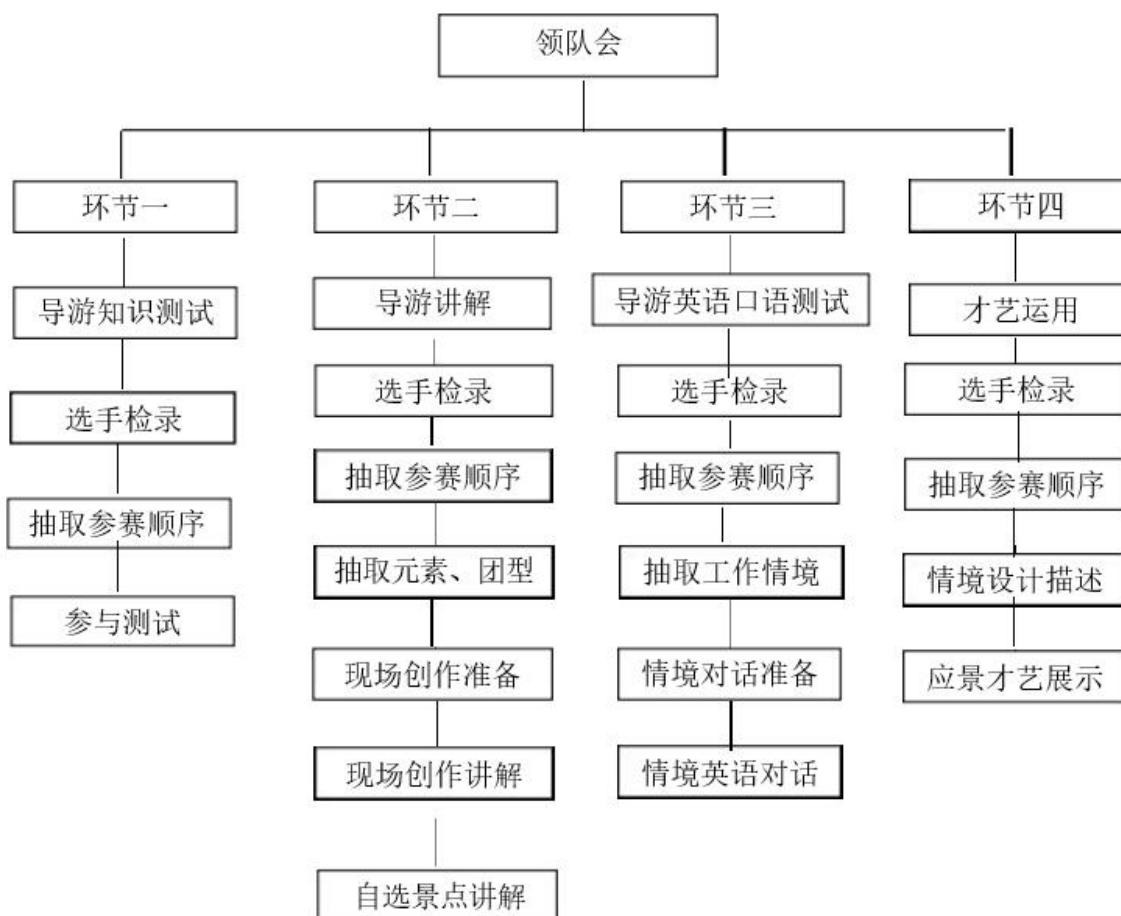 领队会
环节一
环节二
环节三
环节四
导游知识测试
导游讲解
导游英语口语测试
才艺运用
选手检录
选手检录
选手检录
选手检录
抽取参赛顺序
抽取参赛顺序
抽取参赛顺序
抽取参赛顺序
参与测试
抽取元素、团型
抽取工作情境
情境设计描述
现场创作准备
情境对话准备
应景才艺展示
现场创作讲解
情境英语对话
自选景点讲解